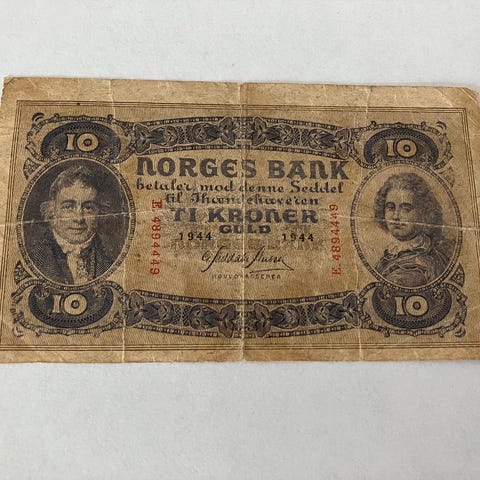 10 10
NORGES BANK
betaler mod denne Seddel
til Ihændehaveren
TI KRONER
GULD
1944 1944
E.4894449
E.4894449
HOVEDKASSERER
10 10